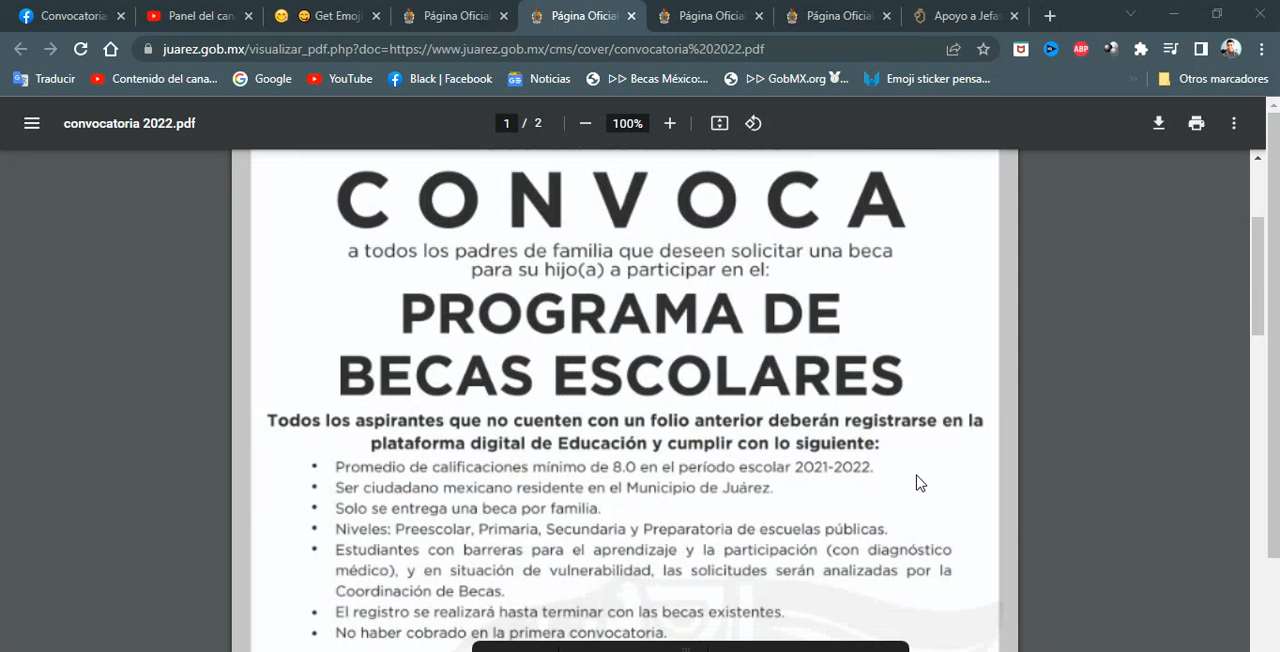 Convocatoria
Panel del can
Get Emoji
Página Oficial
Página Oficial
Página Oficial
Página Oficial
Apoyo a Jefas
juarez.gob.mx/visualizar_pdf.php?doc=https://www.juarez.gob.mx/cms/cover/convocatoria%202022.pdf
ABP
Traducir
Contenido del cana...
Google
YouTube
Black | Facebook
Noticias
▷▷ Becas México:...
▷▷ GobMX.org 🐰...
Emoji sticker pensa...
Otros marcadores
convocatoria 2022.pdf
1 / 2
100%
CONVOCA
a todos los padres de familia que deseen solicitar una beca
para su hijo(a) a participar en el:
PROGRAMA DE
BECAS ESCOLARES
Todos los aspirantes que no cuenten con un folio anterior deberán registrarse en la
plataforma digital de Educación y cumplir con lo siguiente:
• Promedio de calificaciones mínimo de 8.0 en el período escolar 2021-2022.
• Ser ciudadano mexicano residente en el Municipio de Juárez.
• Solo se entrega una beca por familia.
• Niveles: Preescolar, Primaria, Secundaria y Preparatoria de escuelas públicas.
• Estudiantes con barreras para el aprendizaje y la participación (con diagnóstico
médico), y en situación de vulnerabilidad, las solicitudes serán analizadas por la
Coordinación de Becas.
• El registro se realizará hasta terminar con las becas existentes.
• No haber cobrado en la primera convocatoria.